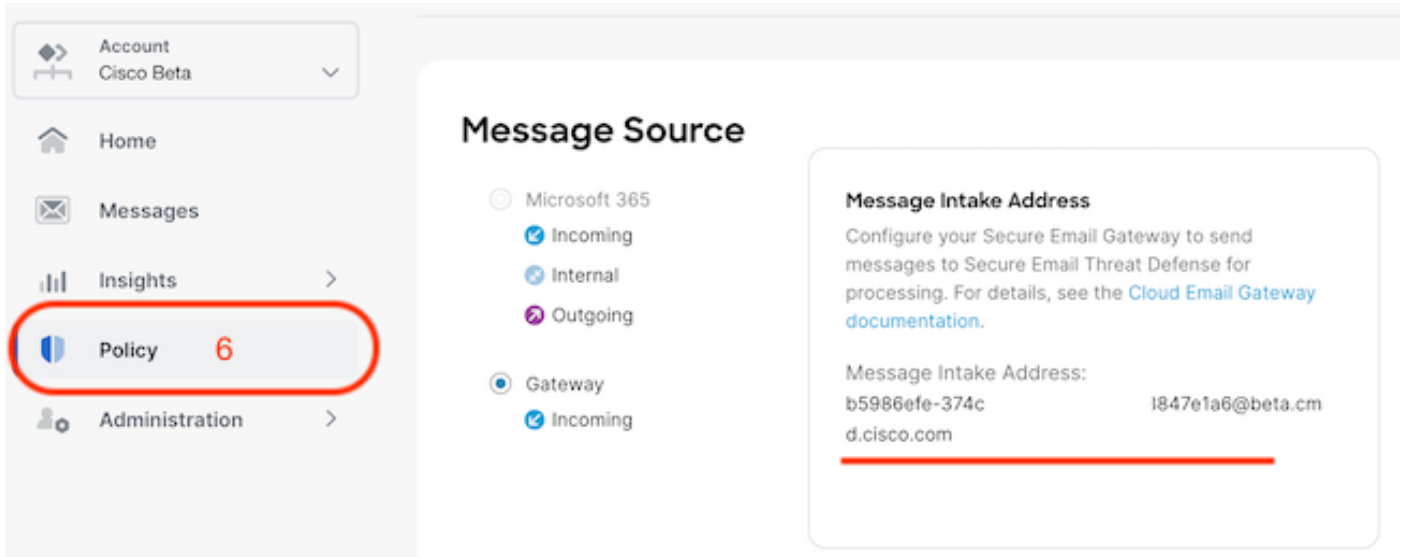 Account
Cisco Beta
Home
Messages
Insights
Policy 6
Administration
Message Source
Microsoft 365
Incoming
Internal
Outgoing
Gateway
Incoming
Message Intake Address
Configure your Secure Email Gateway to send
messages to Secure Email Threat Defense for
processing. For details, see the Cloud Email Gateway
documentation.
Message Intake Address:
b5986efe-374c 847e1a6@beta.cm
d.cisco.com